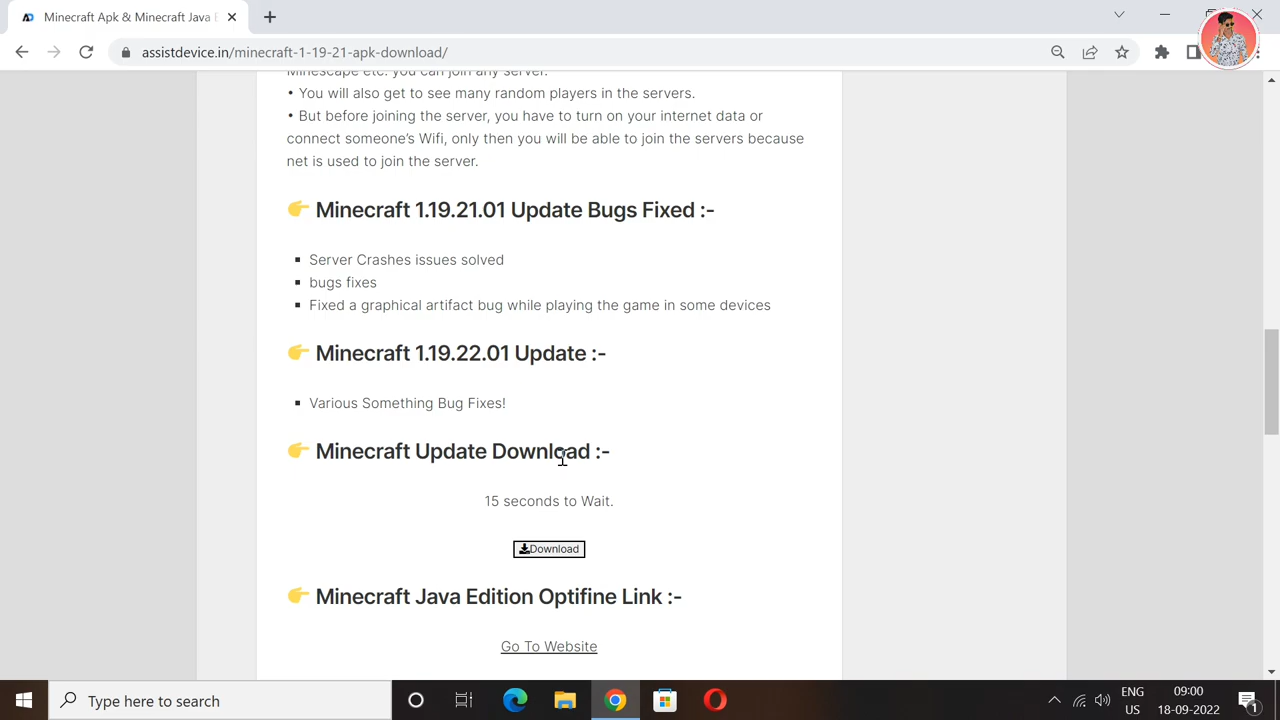 Minecraft Apk & Minecraft Java E
assistdevice.in/minecraft-1-19-21-apk-download/
Minescape etc. you can join any server.
• You will also get to see many random players in the servers.
• But before joining the server, you have to turn on your internet data or
connect someone’s Wifi, only then you will be able to join the servers because
net is used to join the server.
👉 Minecraft 1.19.21.01 Update Bugs Fixed :-
▪ Server Crashes issues solved
▪ bugs fixes
▪ Fixed a graphical artifact bug while playing the game in some devices
👉 Minecraft 1.19.22.01 Update :-
▪ Various Something Bug Fixes!
👉 Minecraft Update Download :-
15 seconds to Wait.
Download
👉 Minecraft Java Edition Optifine Link :-
Go To Website
Type here to search
ENG
US
09:00
18-09-2022
1